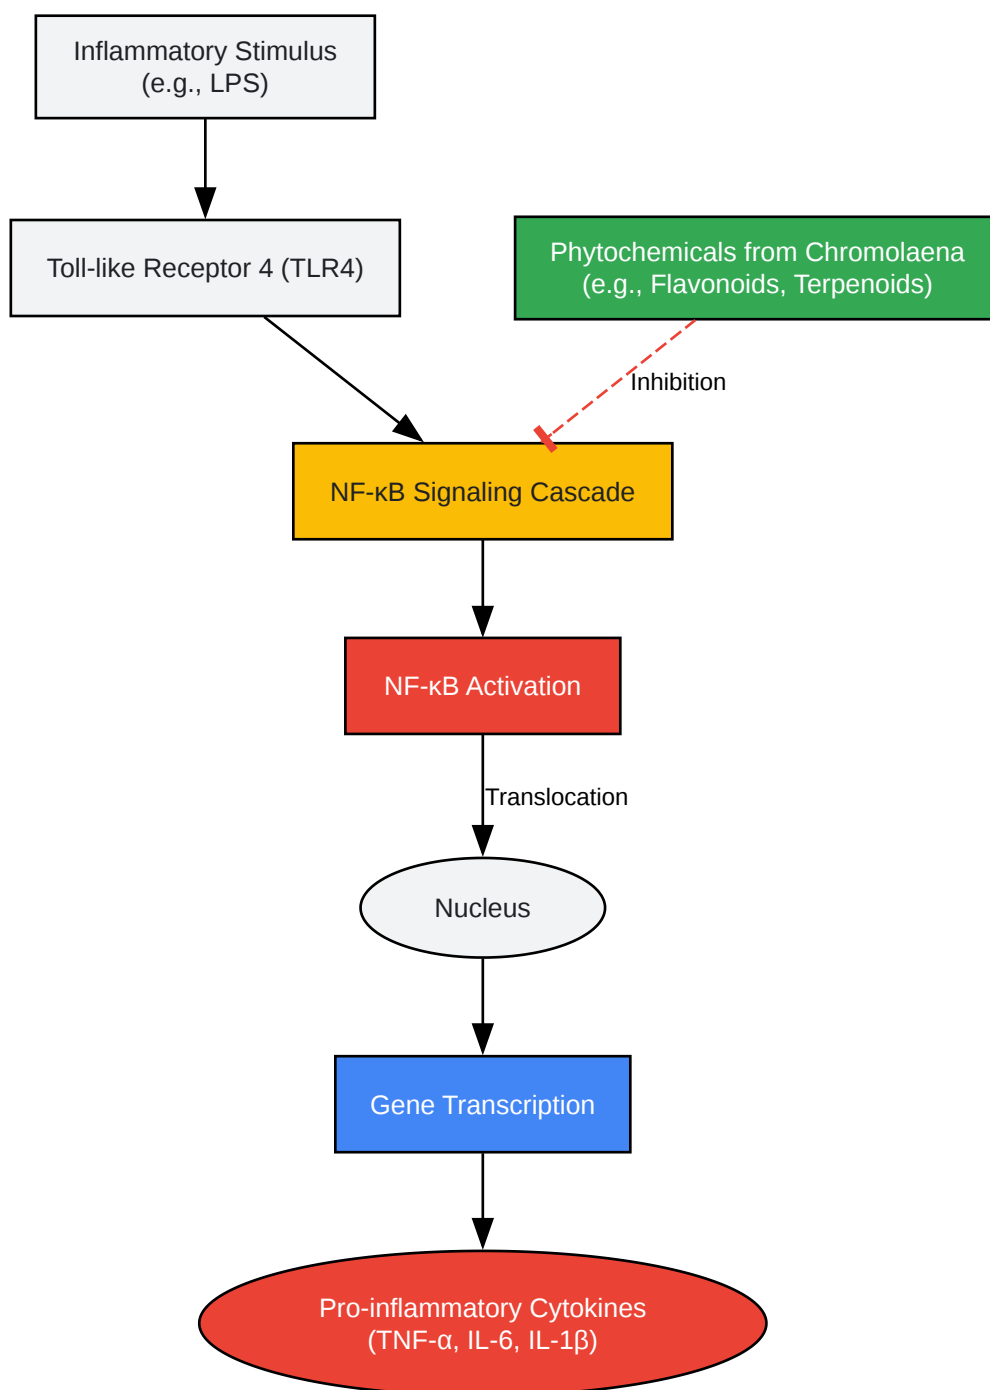 Inflammatory Stimulus
(e.g., LPS)
Toll-like Receptor 4 (TLR4)
Phytochemicals from Chromolaena
(e.g., Flavonoids, Terpenoids)
Inhibition
NF-κB Signaling Cascade
NF-κB Activation
Translocation
Nucleus
Gene Transcription
Pro-inflammatory Cytokines
(TNF-α, IL-6, IL-1β)